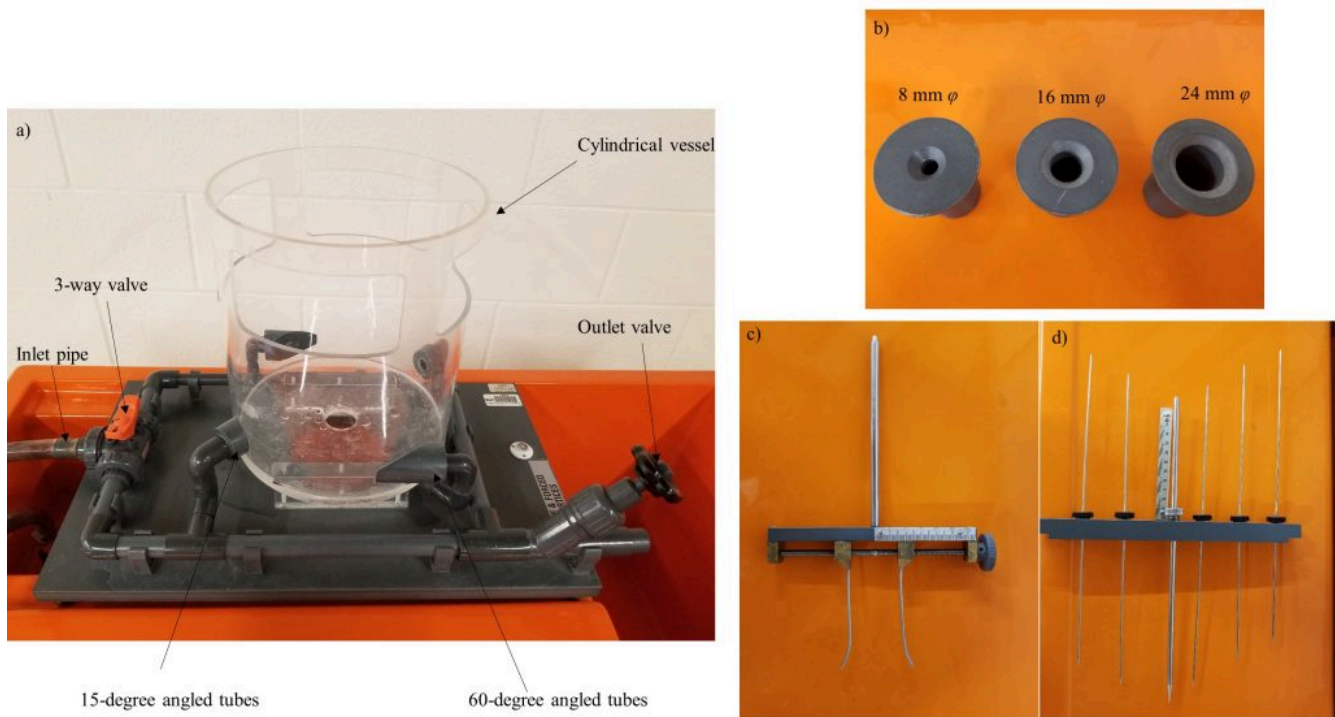 a)
Cylindrical vessel
3-way valve
Inlet pipe
Outlet valve
15-degree angled tubes
60-degree angled tubes
& FORCED
b)
8 mm φ
16 mm φ
24 mm φ
c)
d)